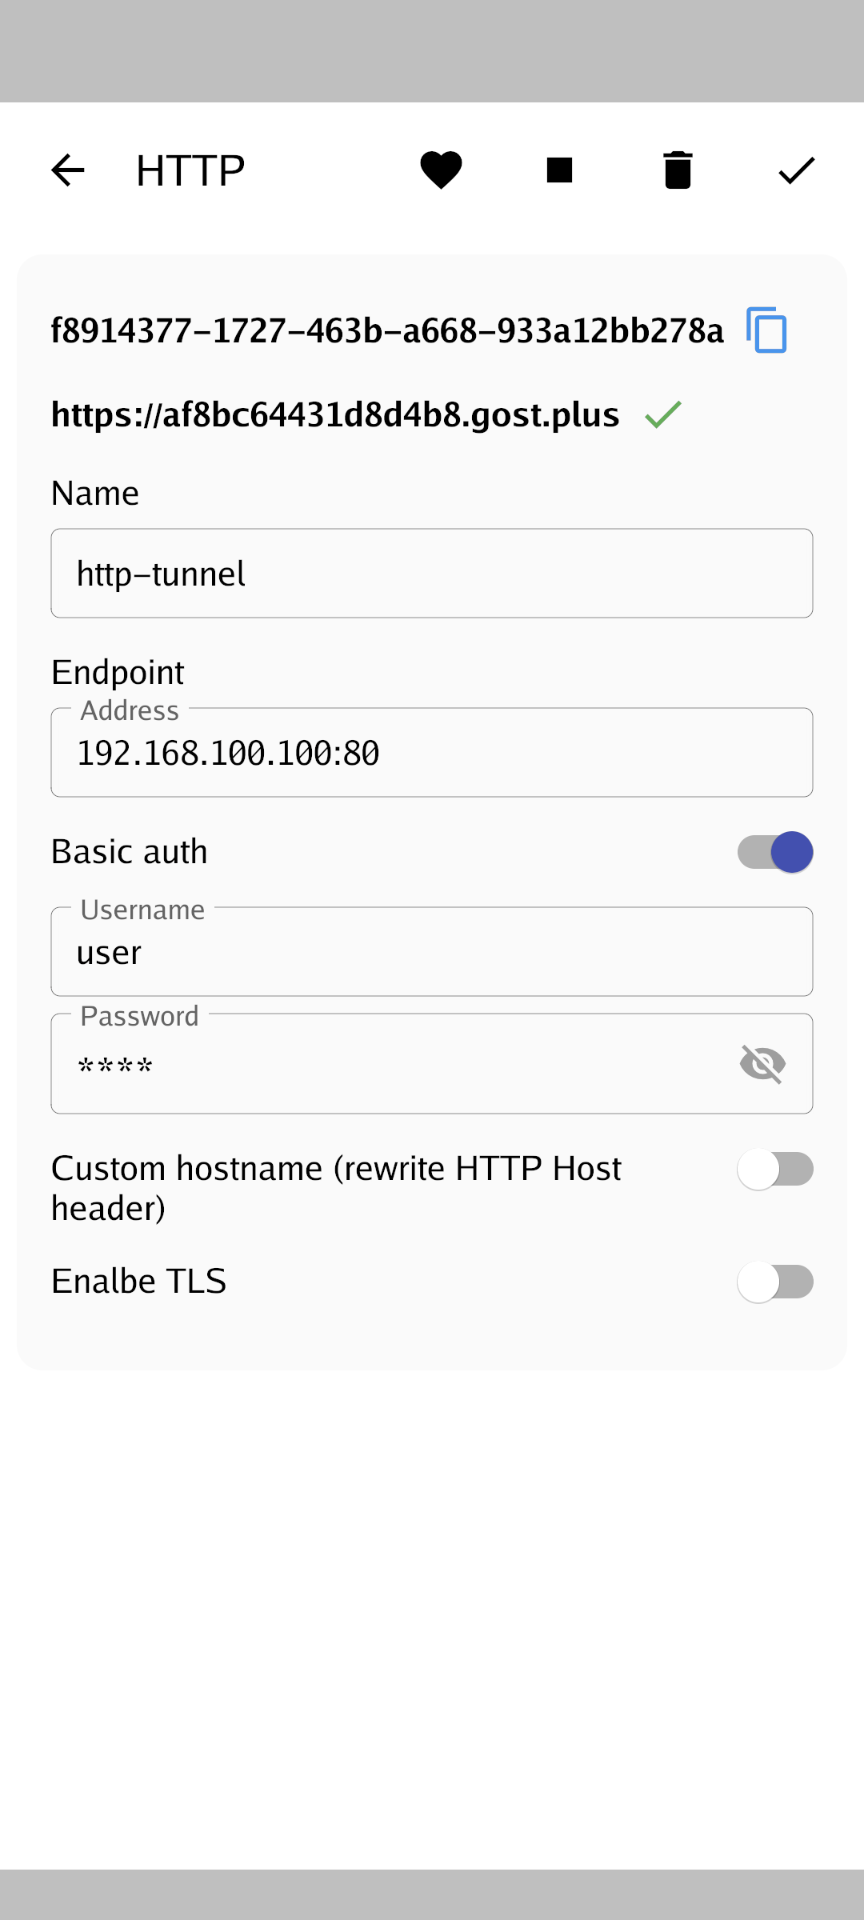 HTTP
f8914377-1727-463b-a668-933a12bb278a
https://af8bc64431d8d4b8.gost.plus
Name
http-tunnel
Endpoint
Address
192.168.100.100:80
Basic auth
Username
user
Password
****
Custom hostname (rewrite HTTP Host
header)
Enalbe TLS